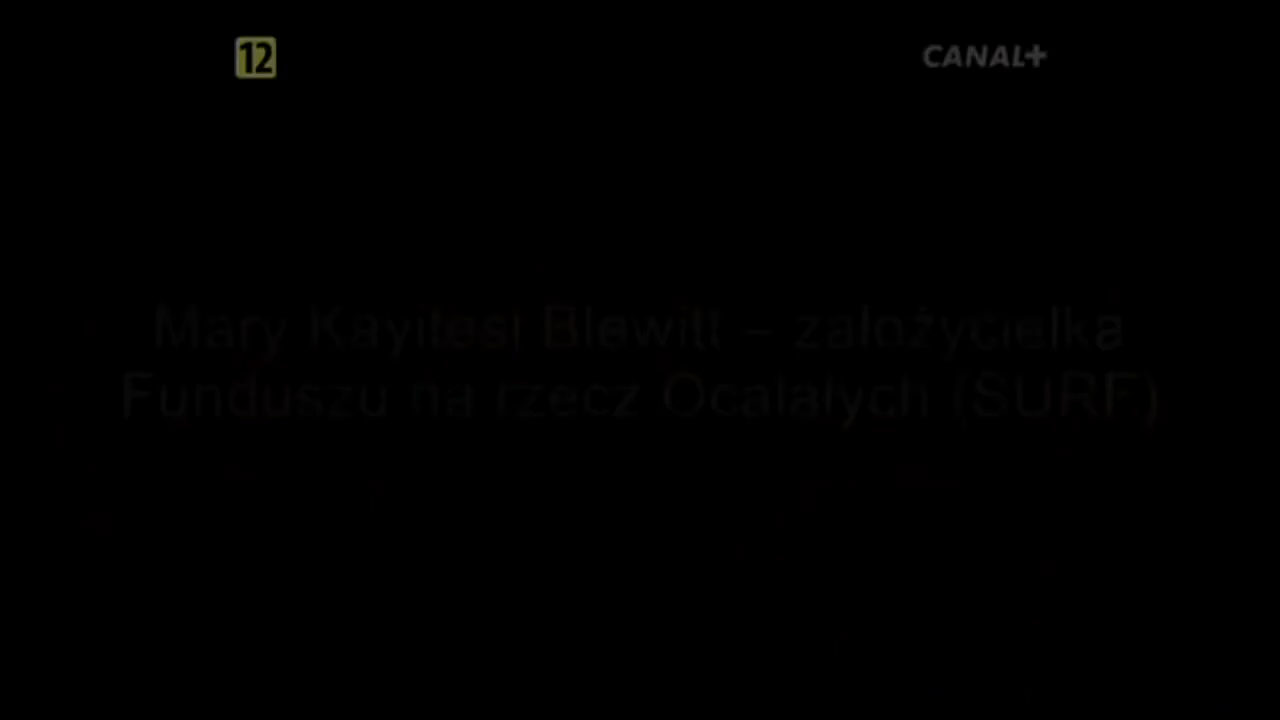 12
CANAL+
Mary Kayitesi Blewitt – założycielka
Funduszu na rzecz Ocalałych (SURF)